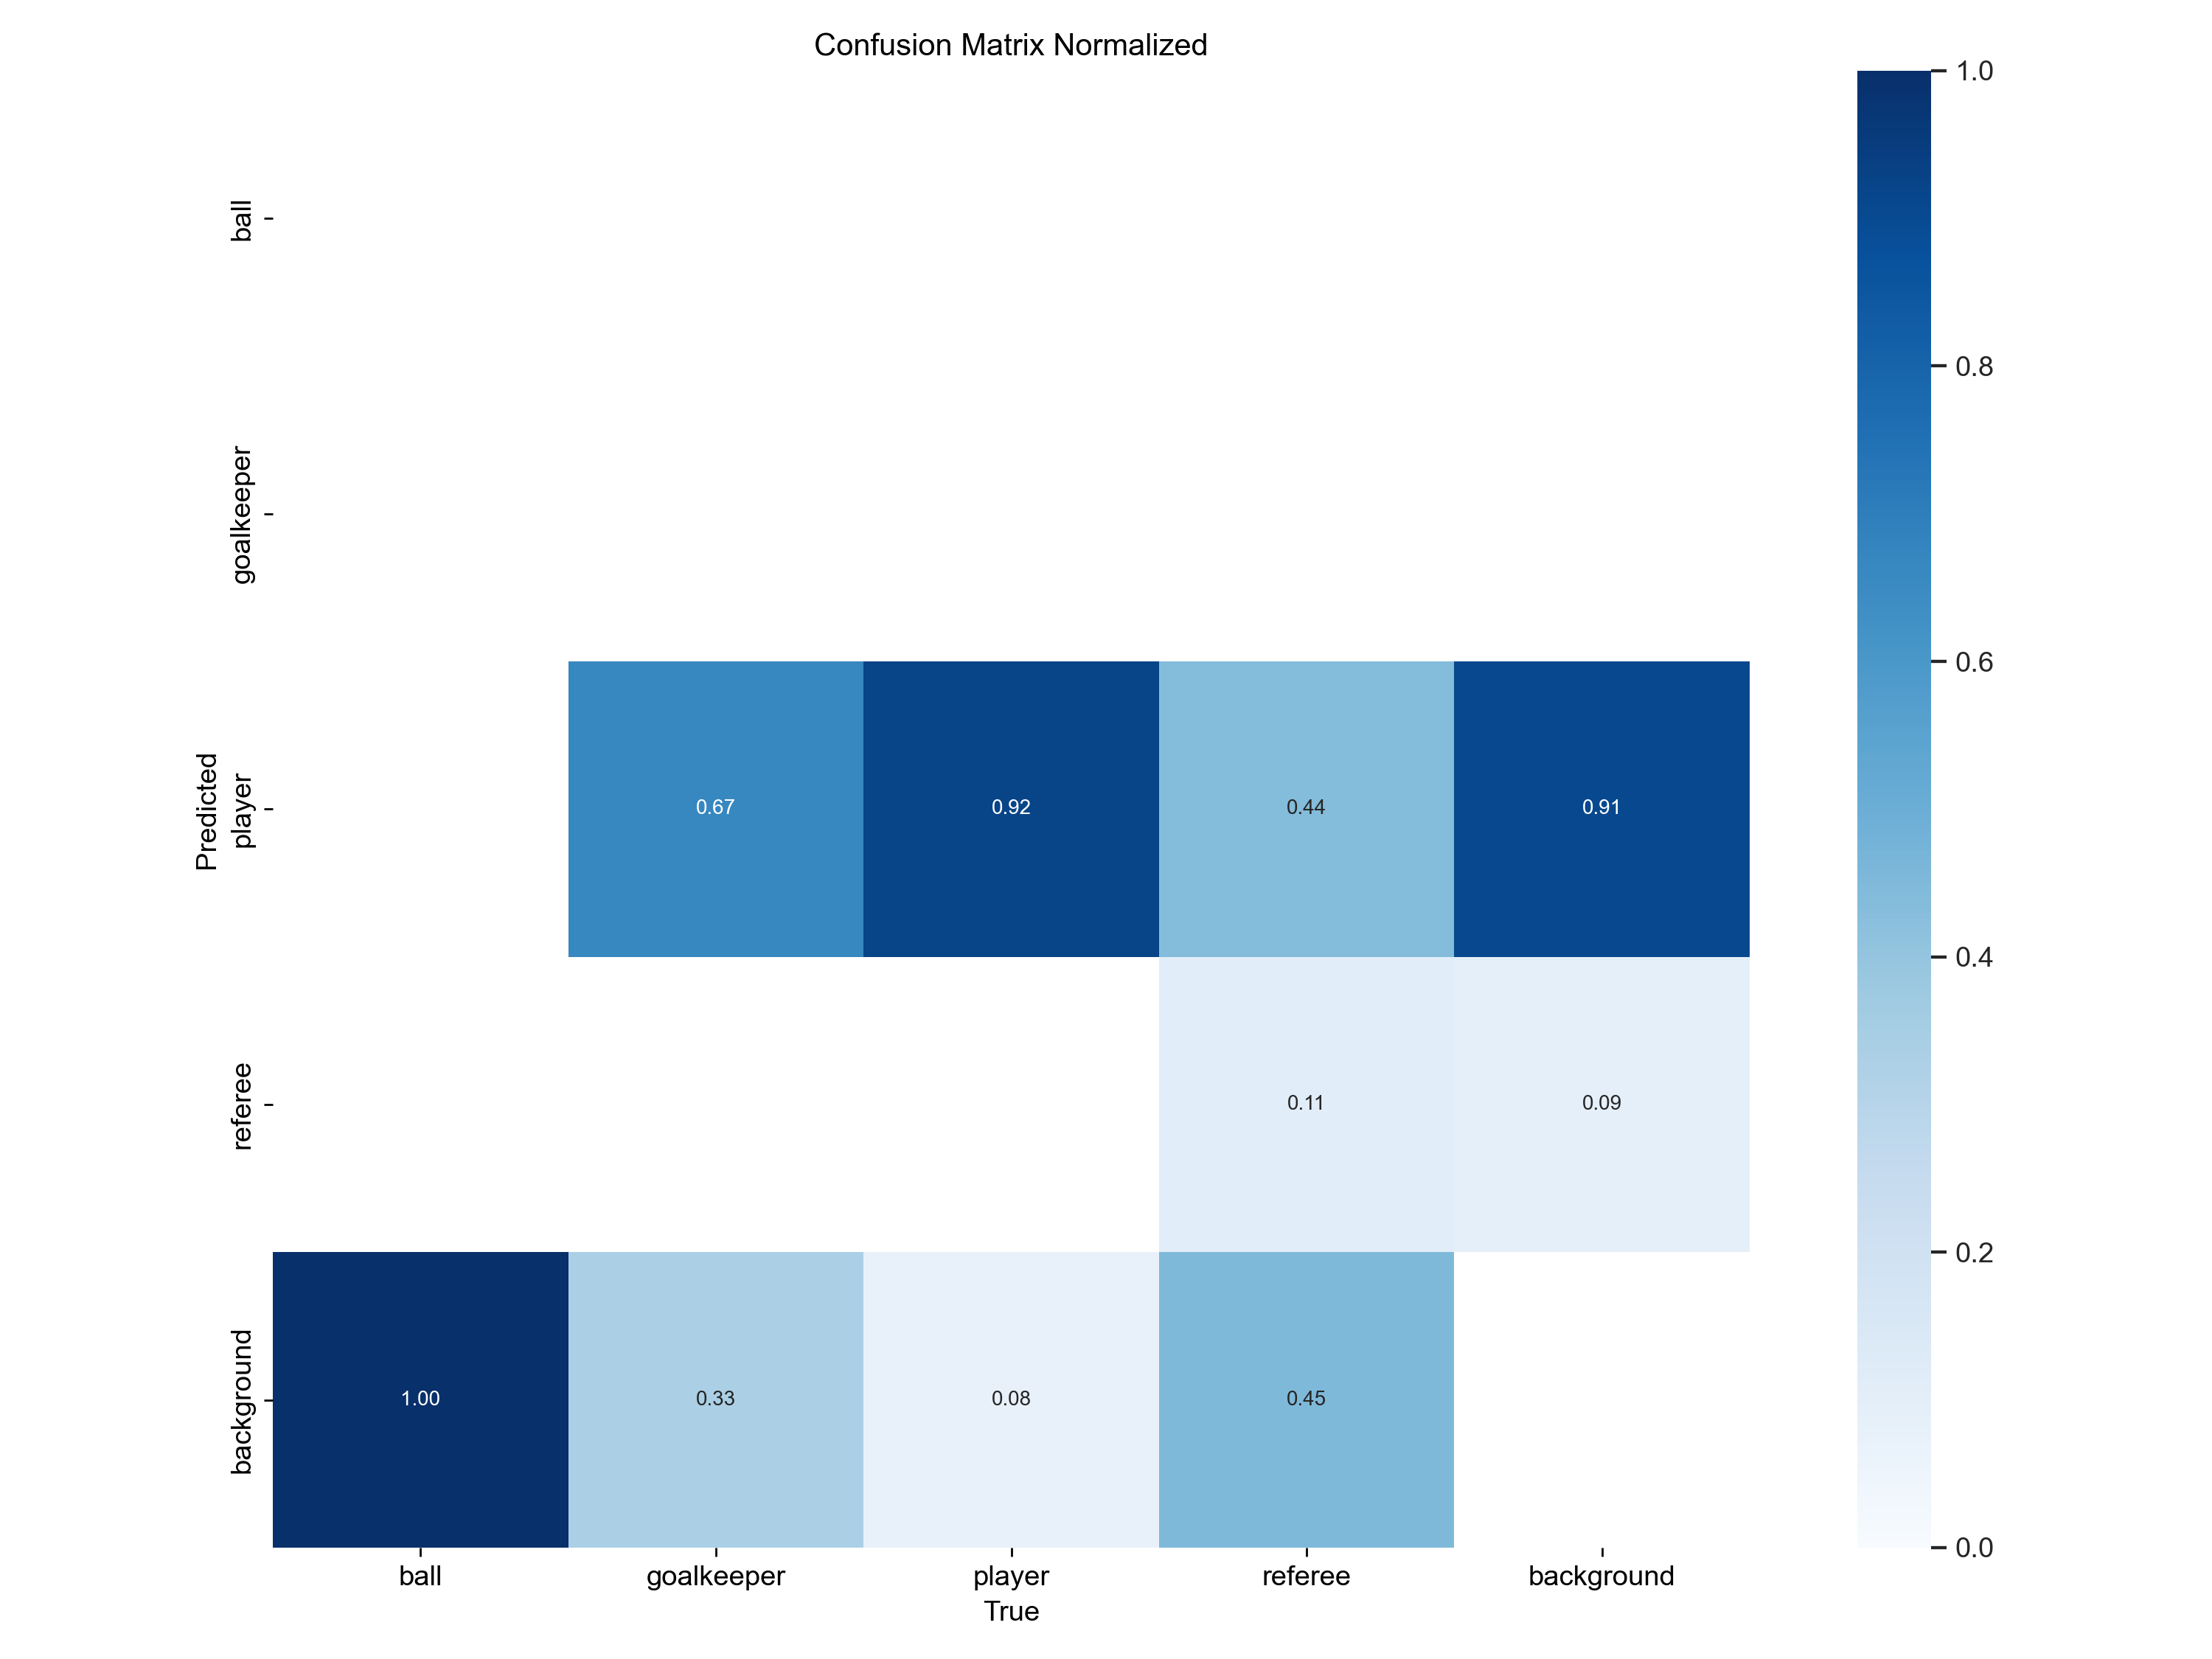 Confusion Matrix Normalized
1.0
0.8
0.6
0.4
0.2
0.0
Predicted
ball
goalkeeper
player
referee
background
0.67 0.92 0.44 0.91
0.11 0.09
1.00 0.33 0.08 0.45
ball goalkeeper player referee background
True